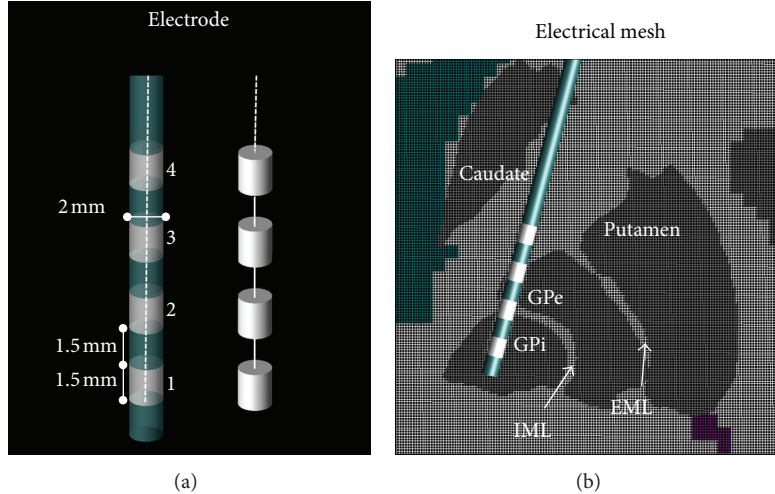 Electrode
4
2 mm
3
2
1.5 mm
1.5 mm
1
(a)
Electrical mesh
Caudate
Putamen
GPe
GPi
IML
EML
(b)